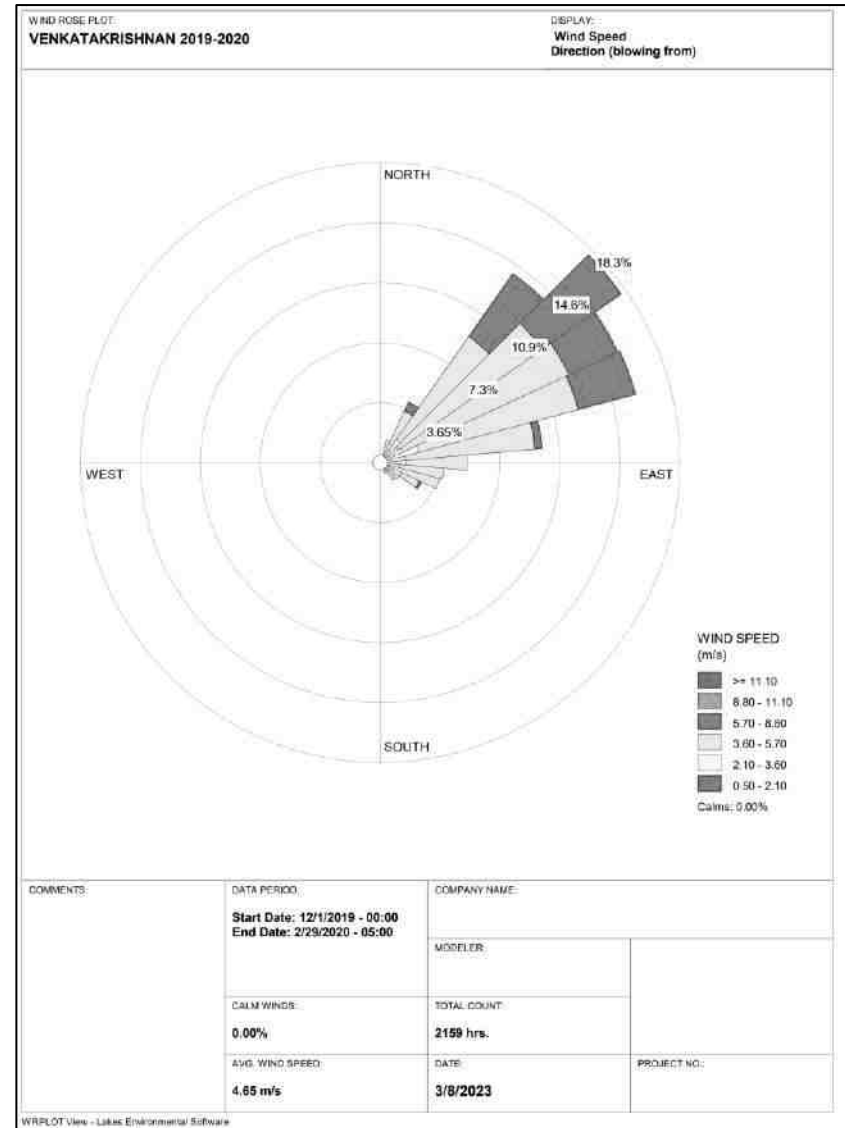 WIND ROSE PLOT:
VENKATAKRISHNAN 2019-2020
DISPLAY:
Wind Speed
Direction (blowing from)
NORTH
18.3%
14.6%
10.9%
7.3%
3.65%
WEST
EAST
SOUTH
WIND SPEED
(m/s)
>= 11.10
8.80 - 11.10
5.70 - 8.80
3.60 - 5.70
2.10 - 3.60
0.50 - 2.10
Calms: 0.00%
COMMENTS:
DATA PERIOD:
Start Date: 12/1/2019 - 00:00
End Date: 2/29/2020 - 05:00
COMPANY NAME:
MODELER:
CALM WINDS:
0.00%
TOTAL COUNT:
2159 hrs.
AVG. WIND SPEED:
4.65 m/s
DATE:
3/8/2023
PROJECT NO.:
WRPLOT View - Lakes Environmental Software